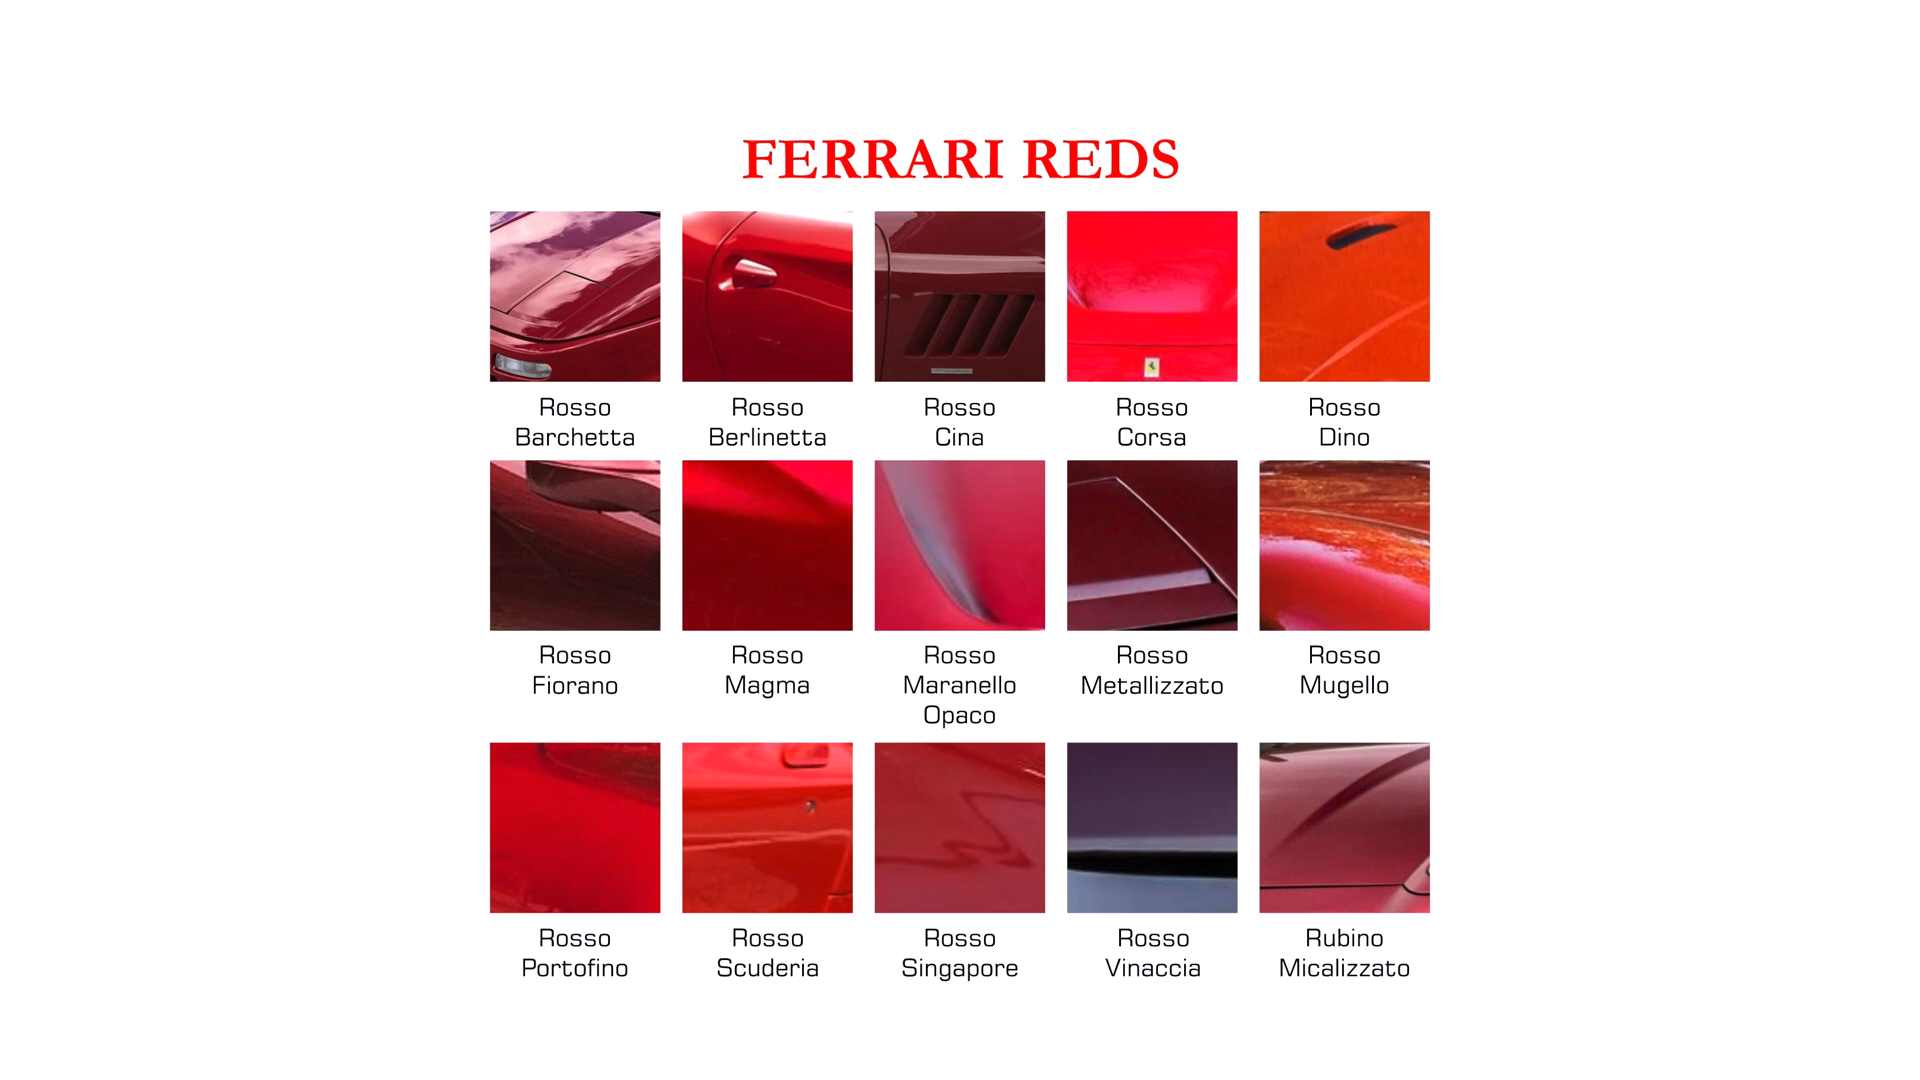 FERRARI REDS
Rosso
Barchetta
Rosso
Berlinetta
Rosso
Cina
Rosso
Corsa
Rosso
Dino
Rosso
Fiorano
Rosso
Magma
Rosso
Maranello
Opaco
Rosso
Metallizzato
Rosso
Mugello
Rosso
Portofino
Rosso
Scuderia
Rosso
Singapore
Rosso
Vinaccia
Rubino
Micalizzato